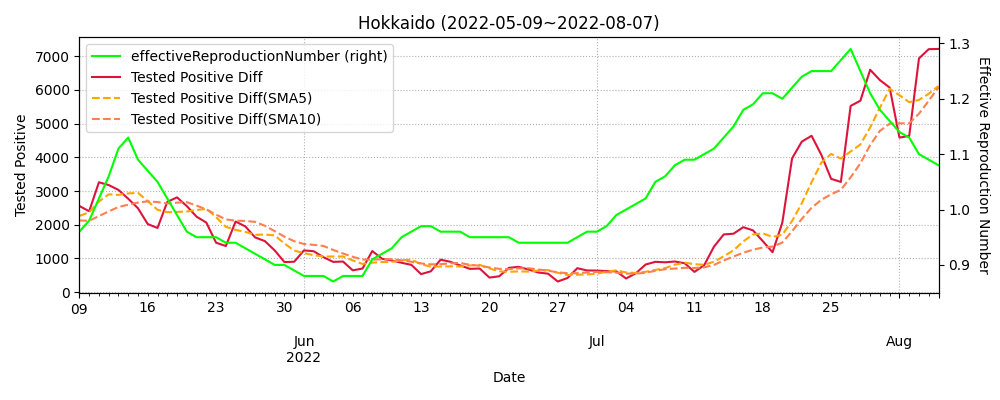 Hokkaido (2022-05-09~2022-08-07)
effectiveReproductionNumber (right)
Tested Positive Diff
Tested Positive Diff(SMA5)
Tested Positive Diff(SMA10)
Tested Positive
7000
6000
5000
4000
3000
2000
1000
0
1.3
1.2
1.1
1.0
0.9
Effective Reproduction Number
09 16 23 30 06 13 20 27 04 11 18 25
Jun Jul Aug
2022
Date